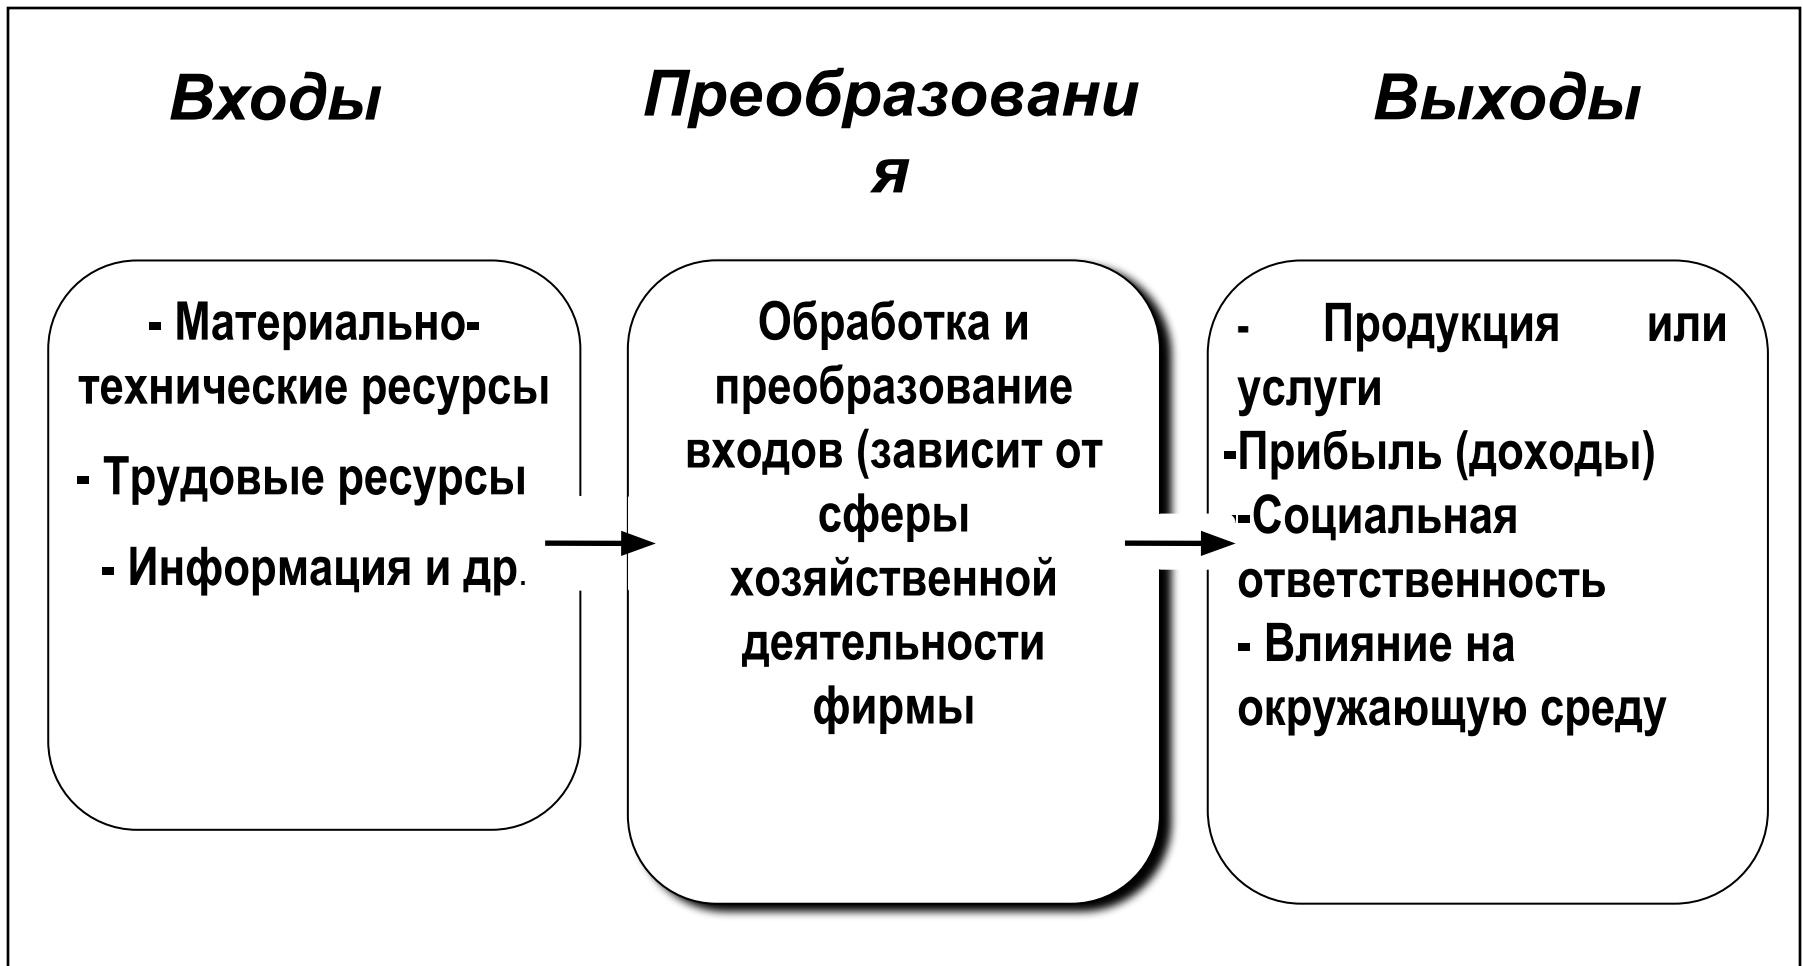 Входы
Преобразовани
я
Выходы
- Материально-
технические ресурсы
- Трудовые ресурсы
- Информация и др.
Обработка и
преобразование
входов (зависит от
сферы
хозяйственной
деятельности
фирмы
- Продукция или
услуги
-Прибыль (доходы)
-Социальная
ответственность
- Влияние на
окружающую среду